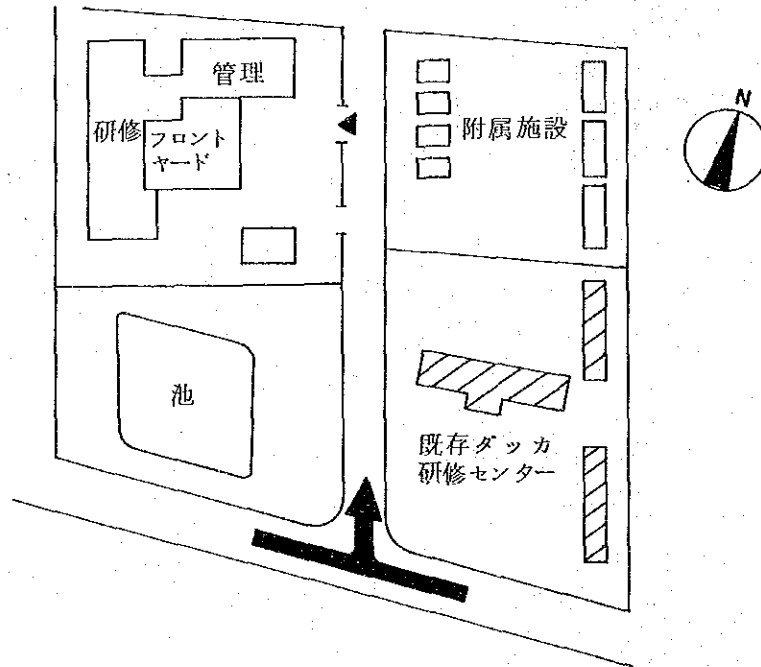 管理
研修
フロント
ヤード
附属施設
N
池
既存ダッカ
研修センター